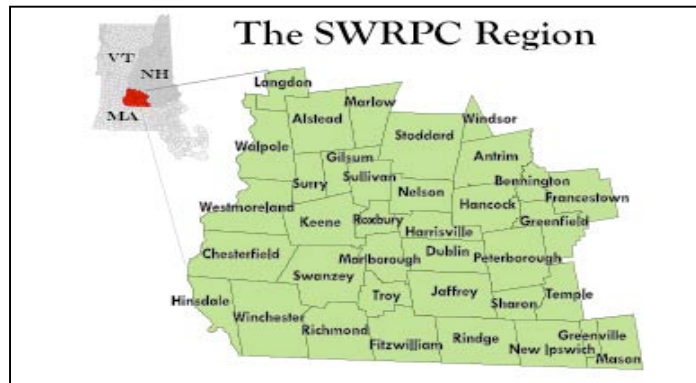 The SWRPC Region
VT
NH
MA
Langdon
Marlow
Windsor
Alstead
Stoddard
Walpole
Antrim
Gilsum
Surry
Sullivan
Bennington
Nelson
Francestown
Westmoreland
Hancock
Keene
Roxbury
Greenfield
Harrisville
Chesterfield
Marlborough
Dublin
Peterborough
Swanzey
Hinsdale
Troy
Jaffrey
Sharon
Temple
Winchester
Richmond
Fitzwilliam
Rindge
Greenville
New Ipswich
Mason